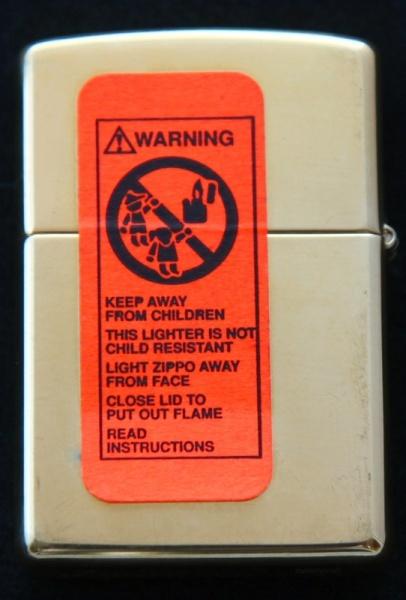 WARNING
KEEP AWAY
FROM CHILDREN
THIS LIGHTER IS NOT
CHILD RESISTANT
LIGHT ZIPPO AWAY
FROM FACE
CLOSE LID TO
PUT OUT FLAME
READ
INSTRUCTIONS